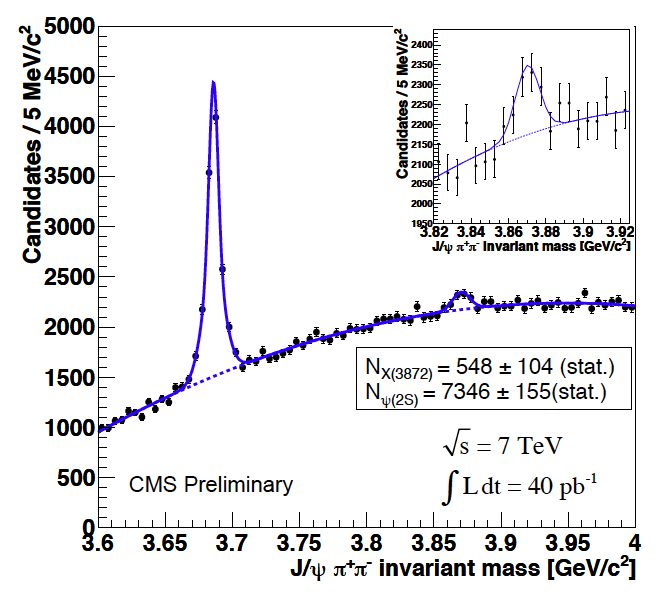 Candidates / 5 MeV/c²
5000
4500
4000
3500
3000
2500
2000
1500
1000
500
0
3.6 3.65 3.7 3.75 3.8 3.85 3.9 3.95 4
J/ψ π⁺π⁻ invariant mass [GeV/c²]
Candidates / 5 MeV/c²
2400
2350
2300
2250
2200
2150
2100
2050
2000
1950
3.82 3.84 3.86 3.88 3.9 3.92
J/ψ π⁺π⁻ invariant mass [GeV/c²]
N_X(3872) = 548 ± 104 (stat.)
N_ψ(2S) = 7346 ± 155(stat.)
√s = 7 TeV
∫ L dt = 40 pb⁻¹
CMS Preliminary